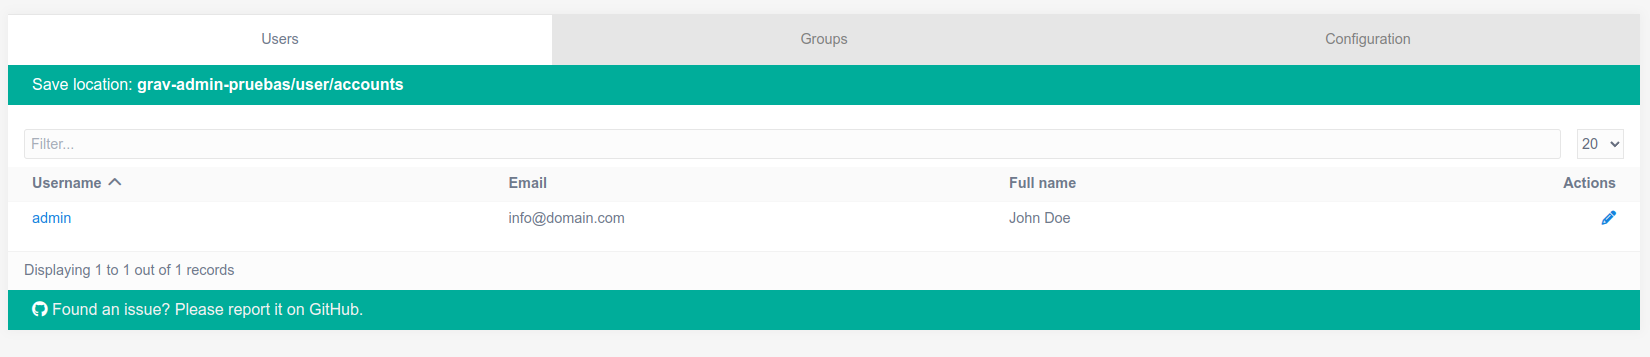 Users Groups Configuration
Save location: grav-admin-pruebas/user/accounts
Filter... 20
Username Email Full name Actions
admin info@domain.com John Doe
Displaying 1 to 1 out of 1 records
Found an issue? Please report it on GitHub.